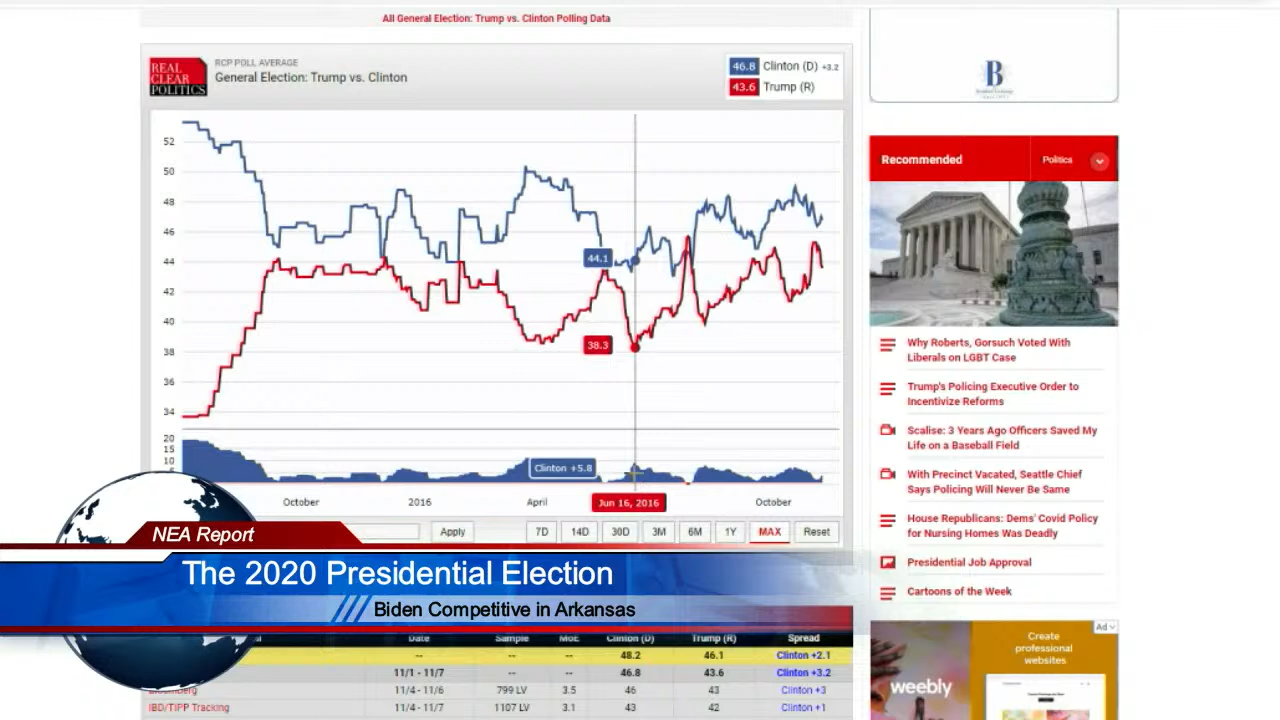 All General Election: Trump vs. Clinton Polling Data
REAL
CLEAR
POLITICS
RCP POLL AVERAGE
General Election: Trump vs. Clinton
46.8 Clinton (D) +3.2
43.6 Trump (R)
52
50
48
46
44
42
40
38
36
34
20
15
10
44.1
38.3
Clinton +5.8
October
2016
April
Jun 16, 2016
October
Apply
7D
14D
30D
3M
6M
1Y
MAX
Reset
B
Recommended
Politics
Why Roberts, Gorsuch Voted With
Liberals on LGBT Case
Trump's Policing Executive Order to
Incentivize Reforms
Scalise: 3 Years Ago Officers Saved My
Life on a Baseball Field
With Precinct Vacated, Seattle Chief
Says Policing Will Never Be Same
House Republicans: Dems' Covid Policy
for Nursing Homes Was Deadly
Presidential Job Approval
Cartoons of the Week
NEA Report
The 2020 Presidential Election
Biden Competitive in Arkansas
Date Sample MoE Clinton (D) Trump (R) Spread
-- -- -- 48.2 46.1 Clinton +2.1
11/1 - 11/7 -- -- 46.8 43.6 Clinton +3.2
Bloomberg 11/4 - 11/6 799 LV 3.5 46 43 Clinton +3
IBD/TIPP Tracking 11/4 - 11/7 1107 LV 3.1 43 42 Clinton +1
Ad
Create
professional
websites
weebly